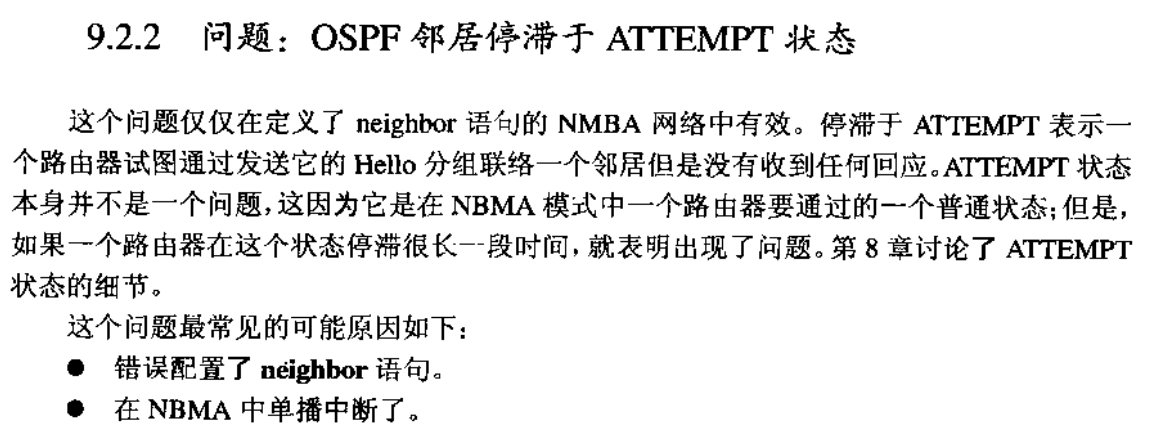 9.2.2 问题：OSPF 邻居停滞于 ATTEMPT 状态
这个问题仅仅在定义了 neighbor 语句的 NMBA 网络中有效。停滞于 ATTEMPT 表示一
个路由器试图通过发送它的 Hello 分组联络一个邻居但是没有收到任何回应。ATTEMPT 状态
本身并不是一个问题，这因为它是在 NBMA 模式中一个路由器要通过的一个普通状态；但是，
如果一个路由器在这个状态停滞很长一段时间，就表明出现了问题。第 8 章讨论了 ATTEMPT
状态的细节。
这个问题最常见的可能原因如下：
● 错误配置了 neighbor 语句。
● 在 NBMA 中单播中断了。